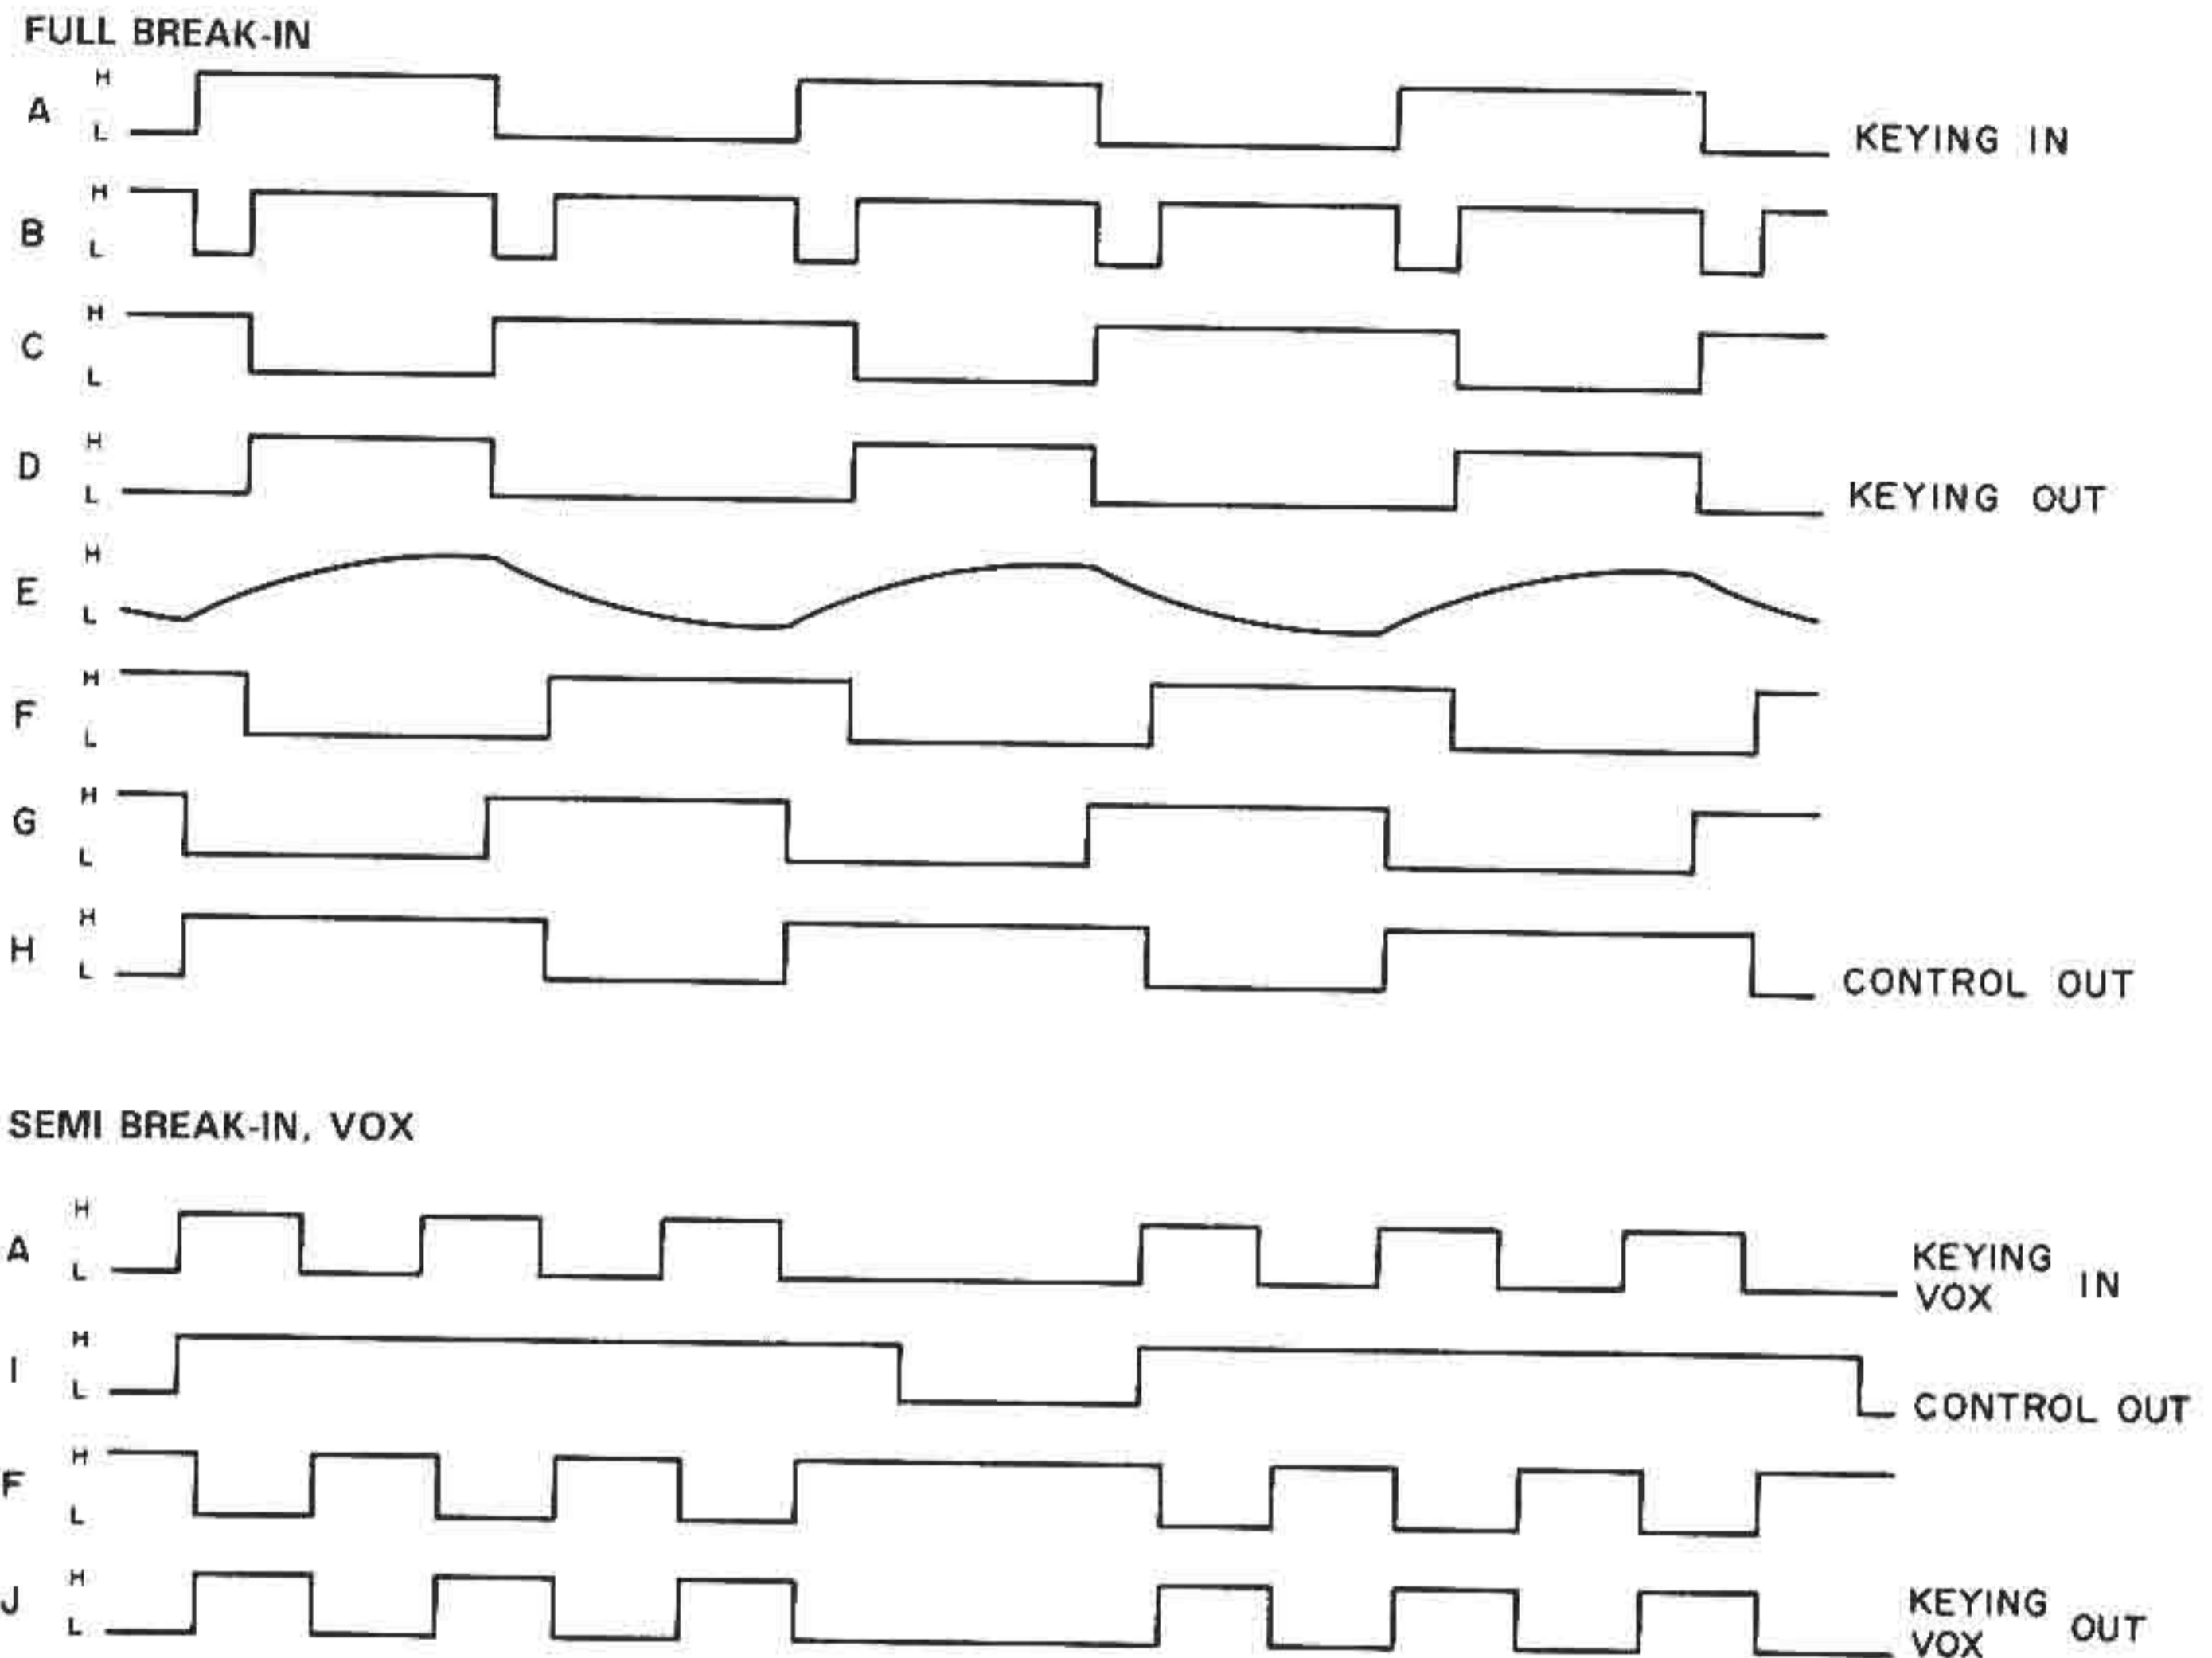 FULL BREAK-IN
H
A
L
KEYING IN
H
B
L
H
C
L
H
D
L
KEYING OUT
H
E
L
H
F
L
H
G
L
H
H
L
CONTROL OUT
SEMI BREAK-IN, VOX
H
A
L
KEYING
VOX IN
H
I
L
CONTROL OUT
H
F
L
H
J
L
KEYING
VOX OUT